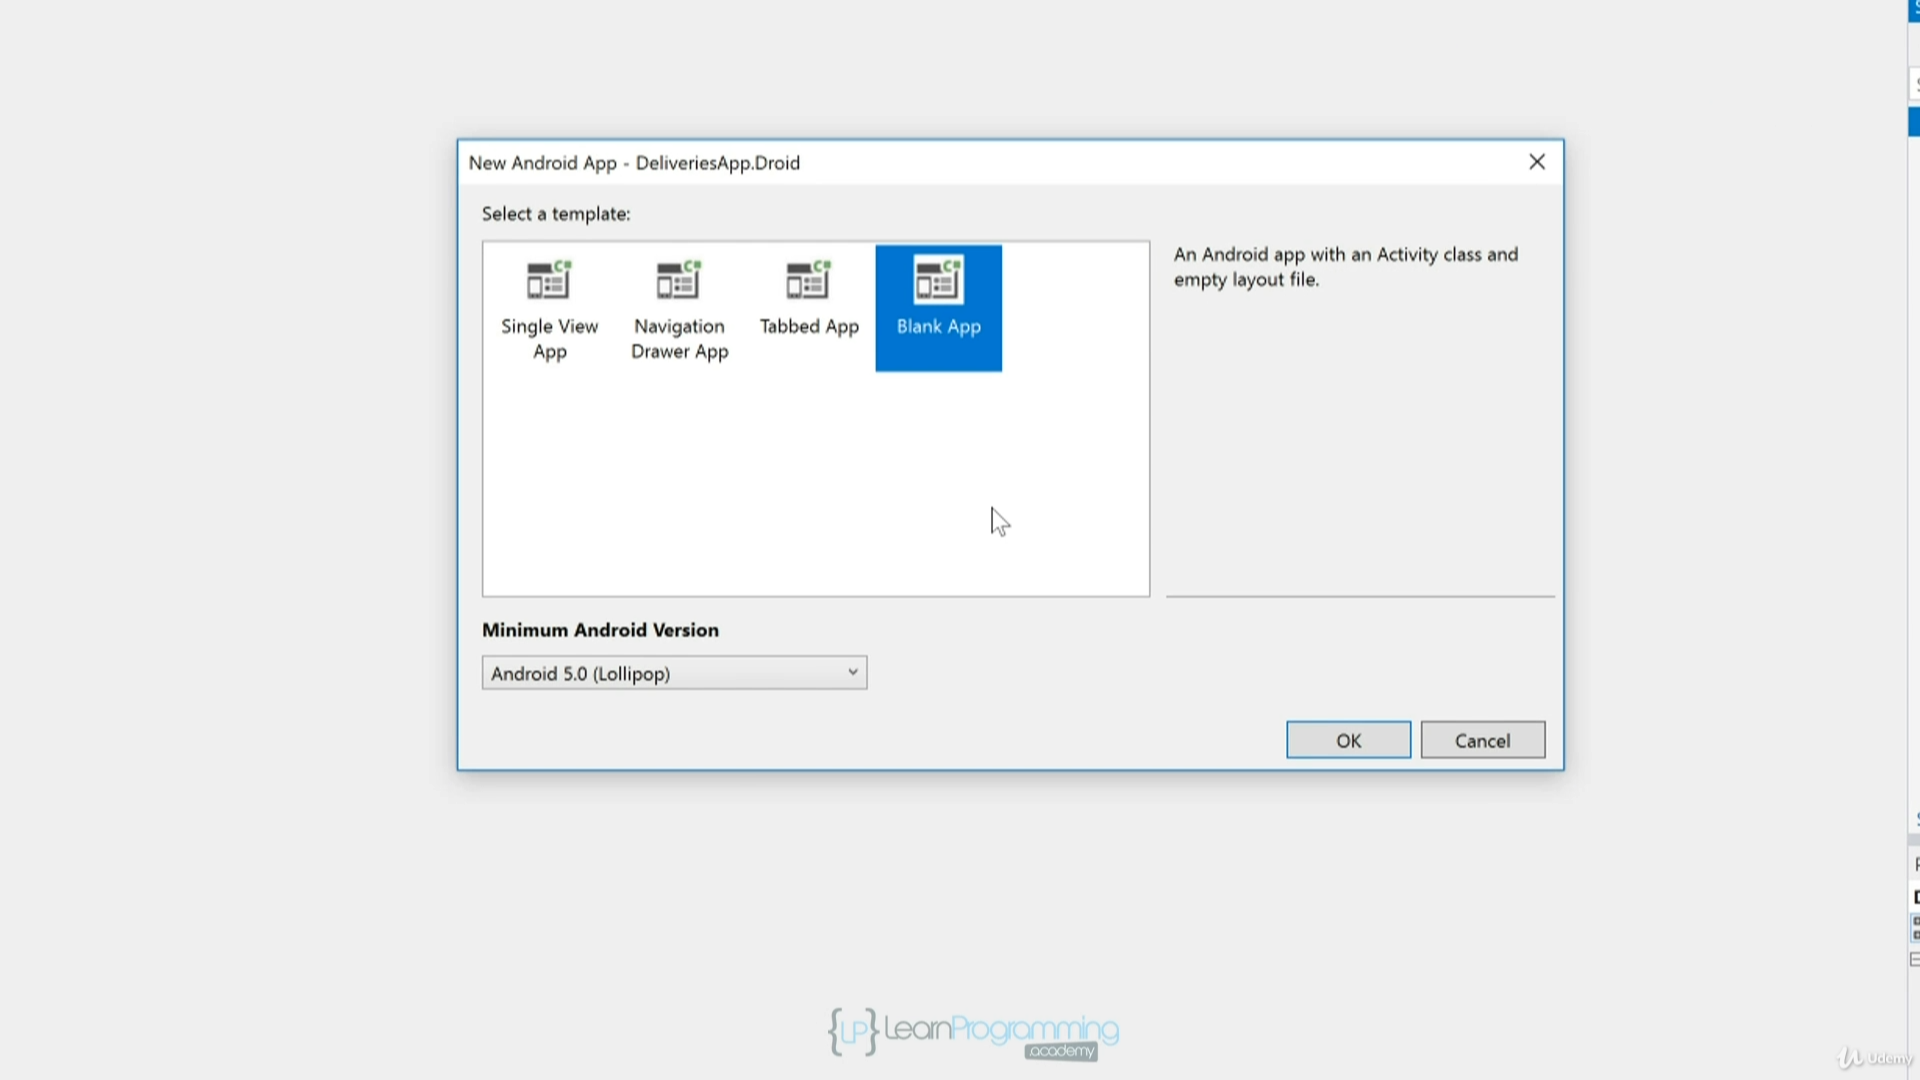 New Android App - DeliveriesApp.Droid
Select a template:
Single View
App
Navigation
Drawer App
Tabbed App
Blank App
An Android app with an Activity class and
empty layout file.
Minimum Android Version
Android 5.0 (Lollipop)
OK
Cancel
{LP} LearnProgramming
.academy
Udemy